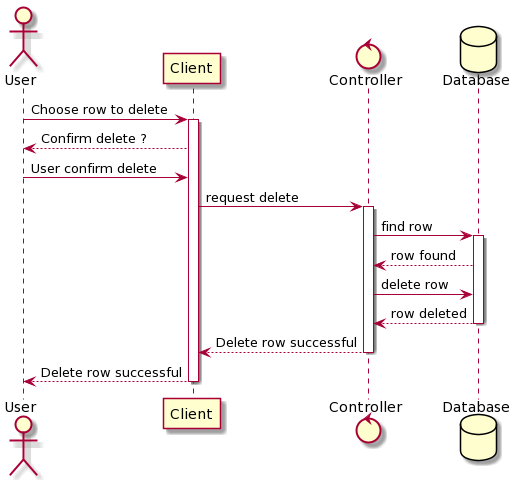 User
Client
Controller
Database
Choose row to delete
Confirm delete ?
User confirm delete
request delete
find row
row found
delete row
row deleted
Delete row successful
Delete row successful
User
Client
Controller
Database